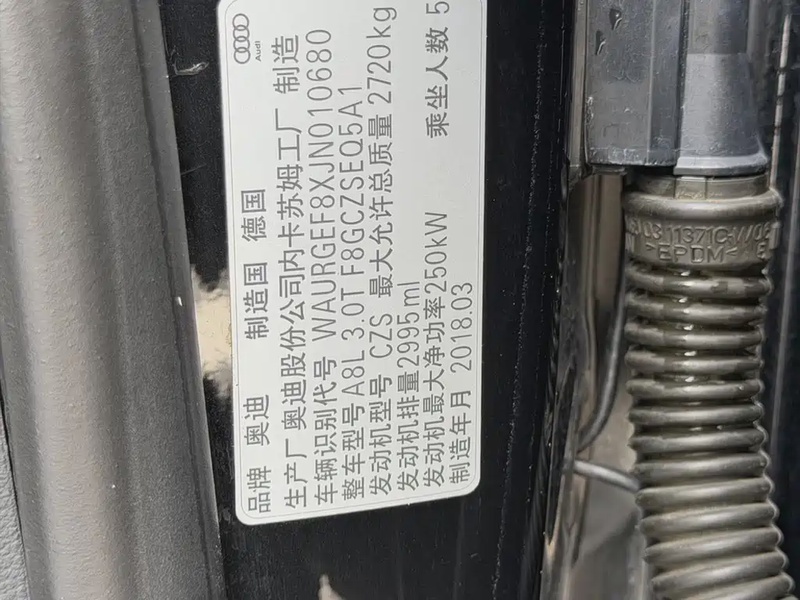 Audi
品牌 奥迪 制造国 德国
生产厂 奥迪股份公司内卡苏姆工厂 制造
车辆识别代号 WAURGEF8XJN010680
整车型号 A8L 3.0T F8GCZSEQ5A1
发动机型号 CZS 最大允许总质量 2720kg
发动机排量 2995ml 乘坐人数 5
发动机最大净功率 250kW
制造年月 2018.03
11371C
>EPDM<